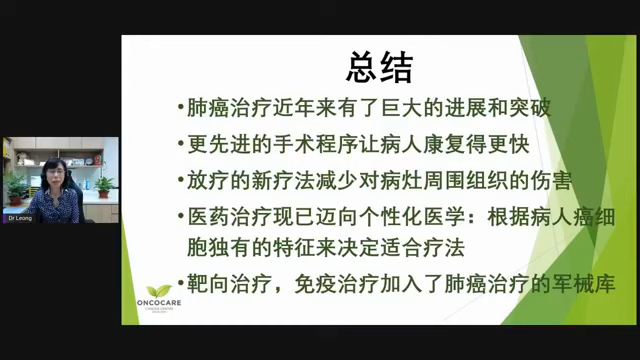 总结
•肺癌治疗近年来有了巨大的进展和突破
•更先进的手术程序让病人康复得更快
•放疗的新疗法减少对病灶周围组织的伤害
•医药治疗现已迈向个性化医学：根据病人癌细
胞独有的特征来决定适合疗法
•靶向治疗，免疫治疗加入了肺癌治疗的军械库
Dr Leong
ONCOCARE
CANCER CENTRE